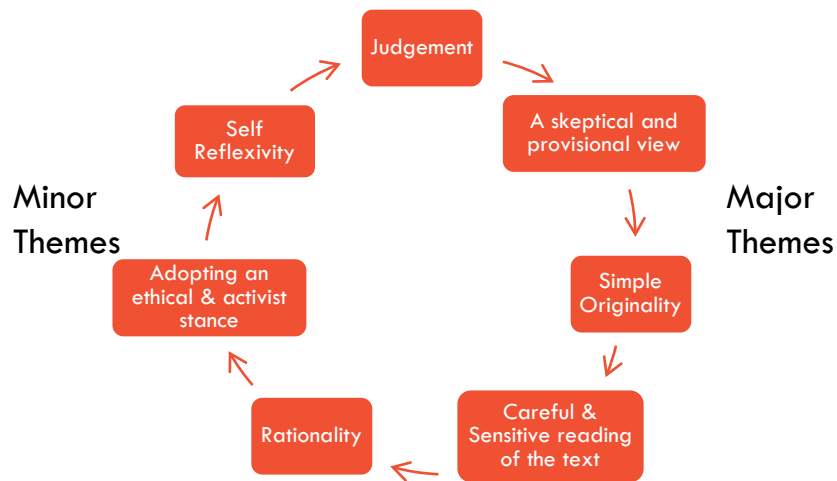 Judgement
A skeptical and
provisional view
Simple
Originality
Careful &
Sensitive reading
of the text
Rationality
Adopting an
ethical & activist
stance
Self
Reflexivity
Minor
Themes
Major
Themes